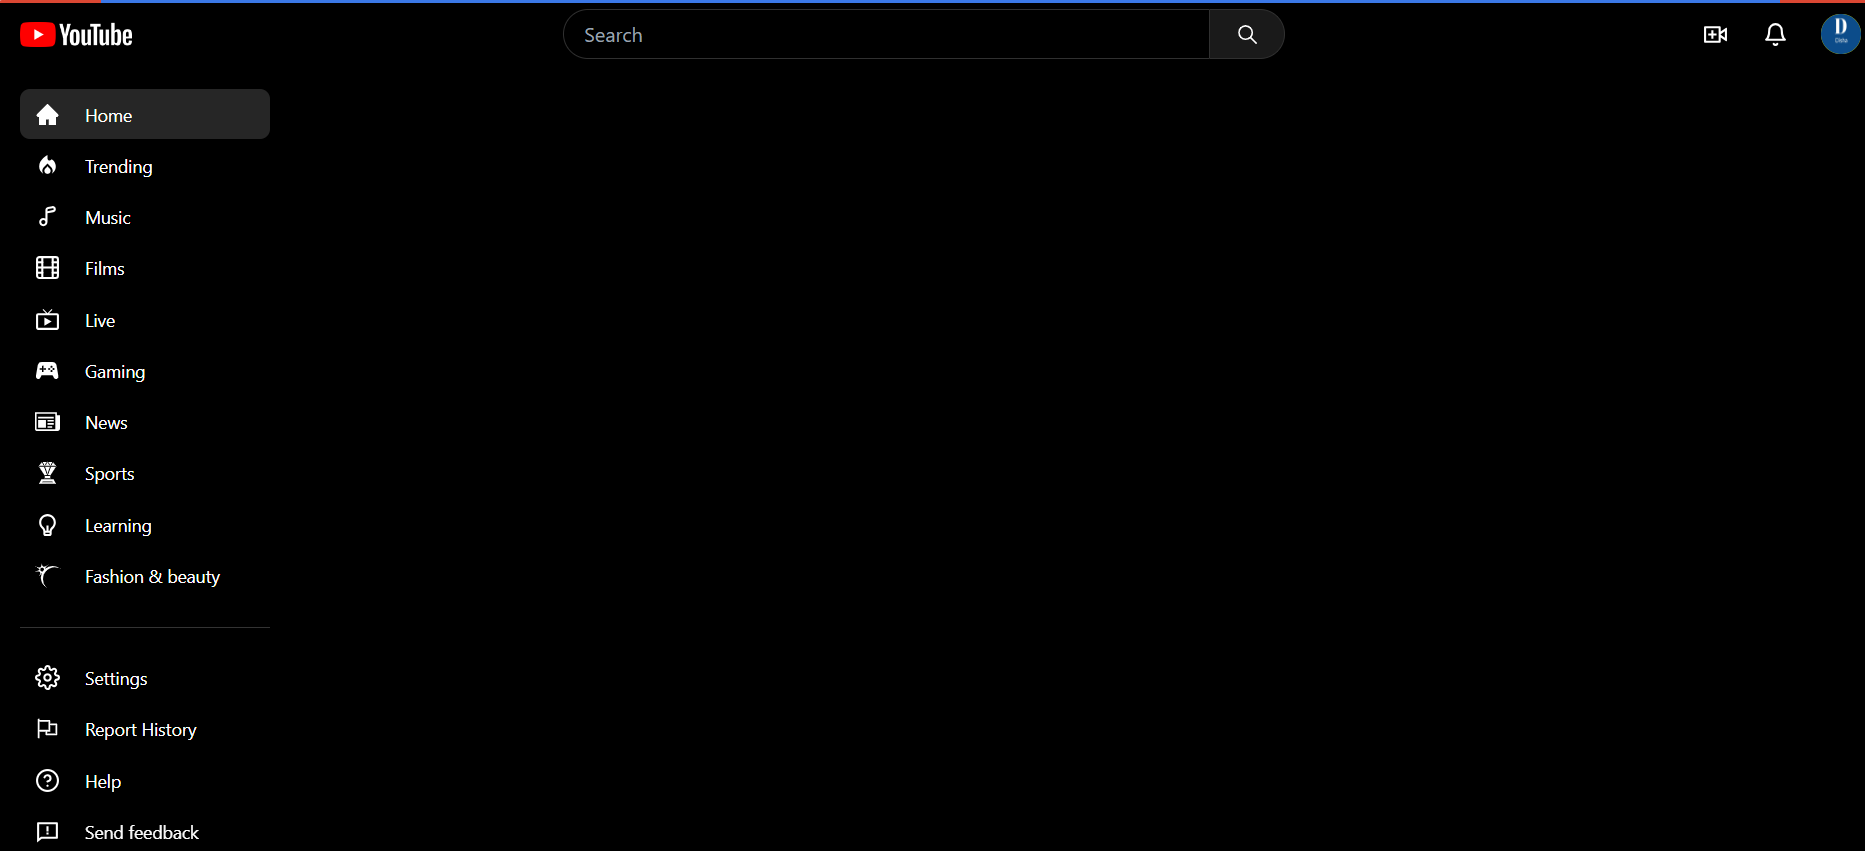 YouTube
Search
D
Disha
Home
Trending
Music
Films
Live
Gaming
News
Sports
Learning
Fashion & beauty
Settings
Report History
Help
Send feedback